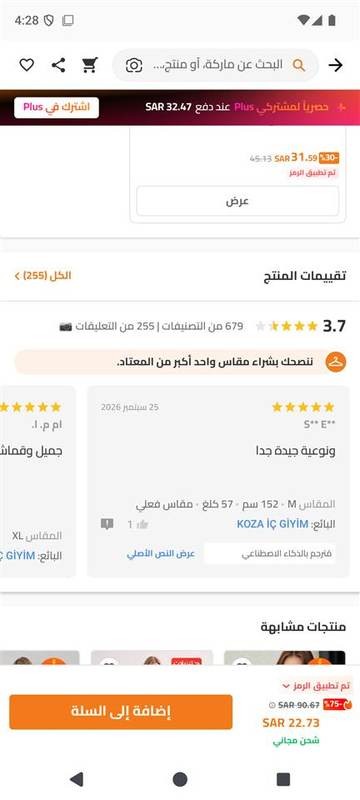 4:28
البحث عن ماركة، أو منتج،...
حصرياً لمشتركي Plus عند دفع SAR 32.47
اشترك في Plus
%30-
SAR 31.59
45.13
تم تطبيق الرمز
عرض
تقييمات المنتج
الكل (255)
3.7
679 من التصنيفات | 255 من التعليقات
ننصحك بشراء مقاس واحد أكبر من المعتاد.
25 سبتمبر 2026
S** E**
ونوعية جيدة جدا
المقاس M · 152 سم · 57 كلغ · مقاس فعلي
البائع: KOZA İÇ GİYİM
1
مُترجم بالذكاء الاصطناعي
عرض النص الأصلي
ام م. ا.
جميل وقماش
المقاس XL
البائع: Ç GİYİM
منتجات مشابهة
تم تطبيق الرمز
%75-
SAR 90.67
SAR 22.73
شحن مجاني
إضافة إلى السلة